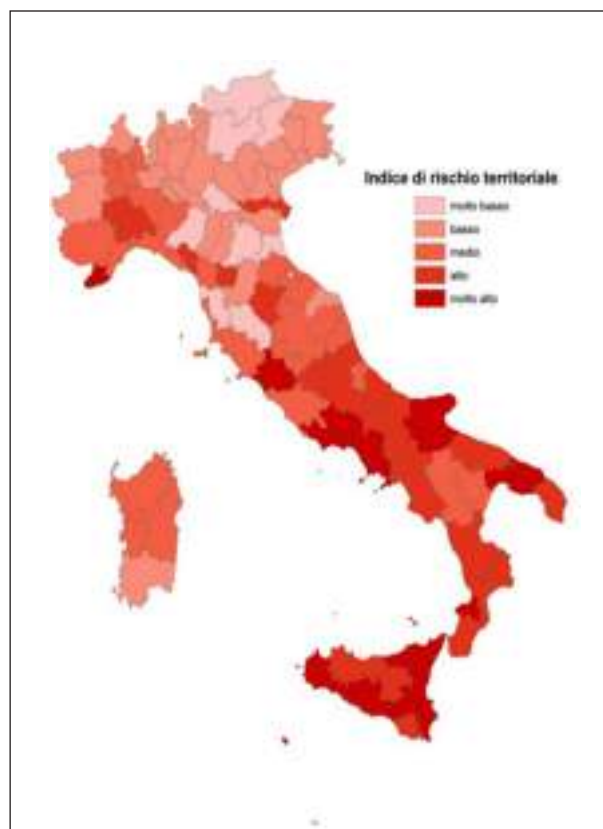 Indice di rischio territoriale
molto basso
basso
medio
alto
molto alto